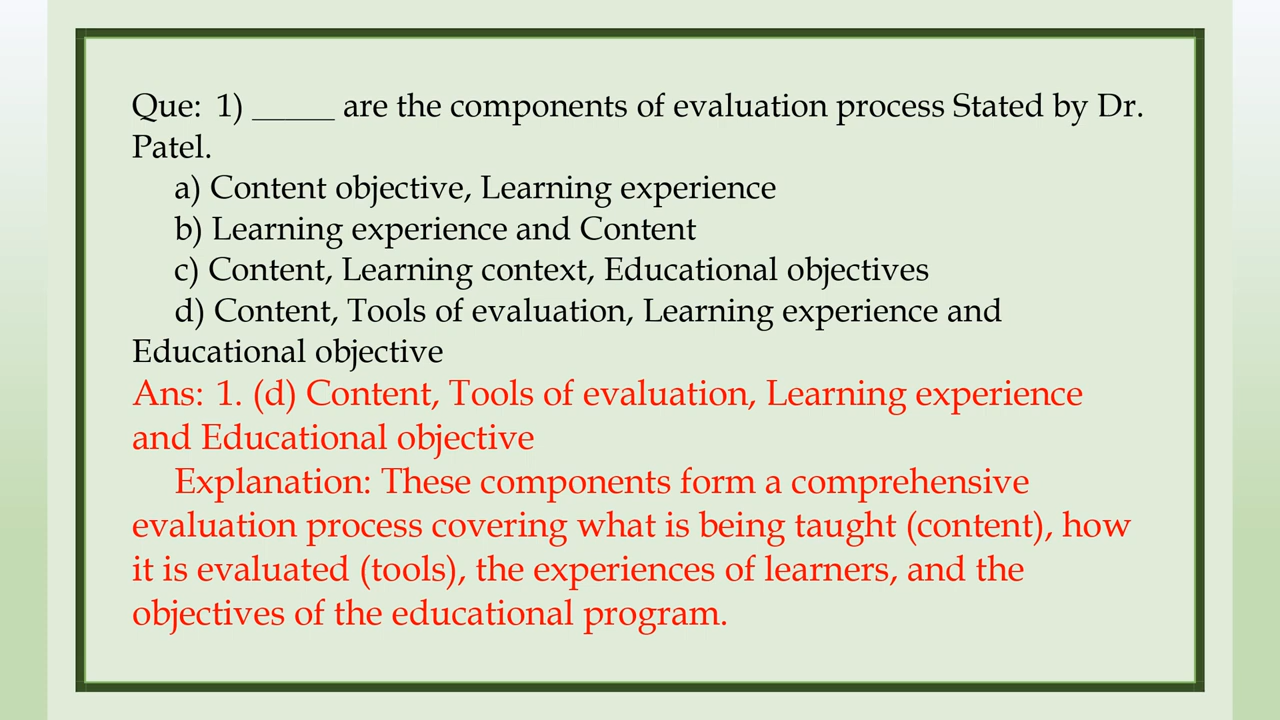 Que: 1) _____ are the components of evaluation process Stated by Dr.
Patel.
a) Content objective, Learning experience
b) Learning experience and Content
c) Content, Learning context, Educational objectives
d) Content, Tools of evaluation, Learning experience and
Educational objective
Ans: 1. (d) Content, Tools of evaluation, Learning experience
and Educational objective
Explanation: These components form a comprehensive
evaluation process covering what is being taught (content), how
it is evaluated (tools), the experiences of learners, and the
objectives of the educational program.